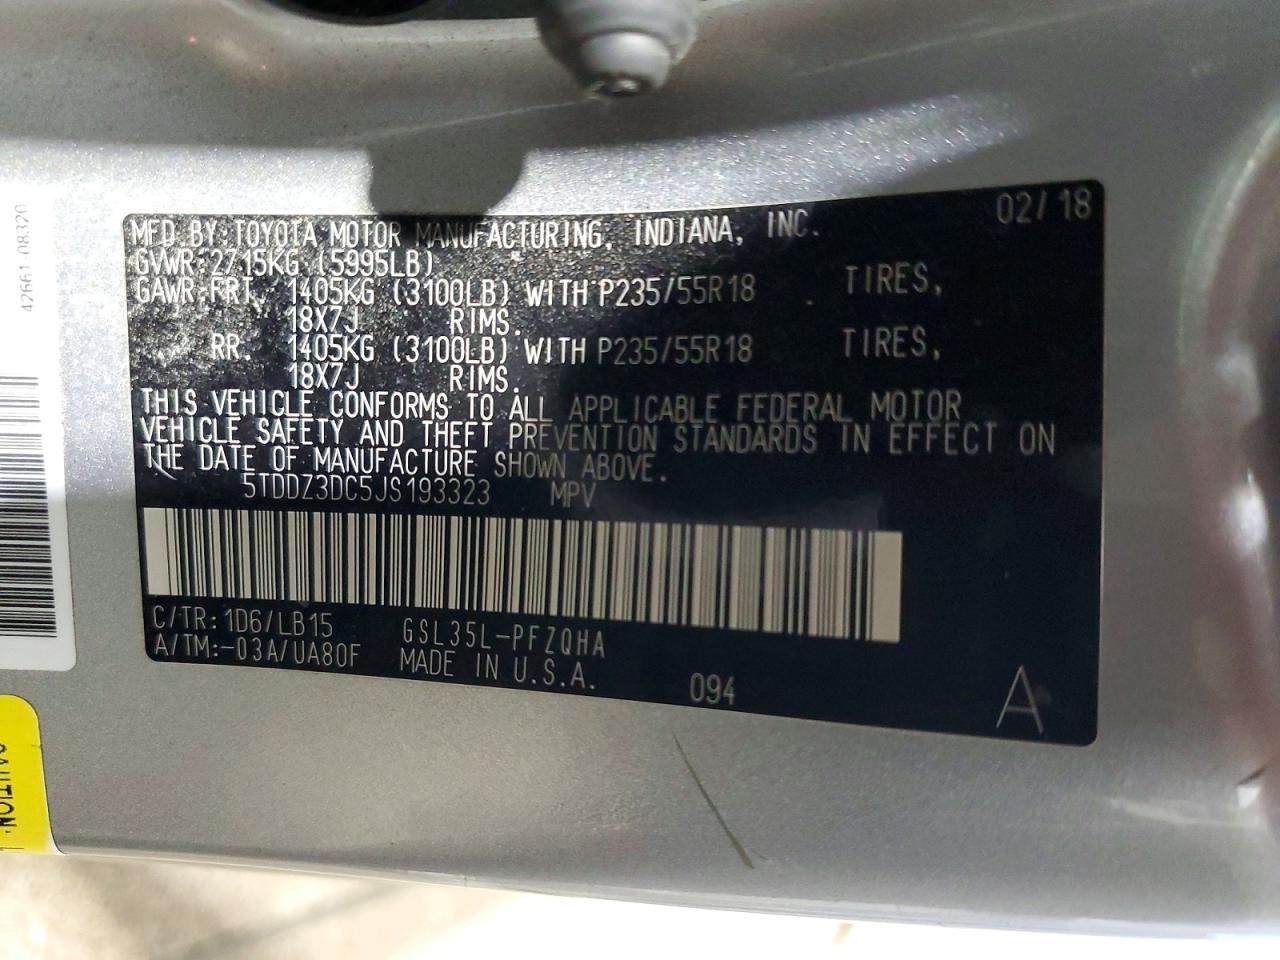 02/18
MFD.BY:TOYOTA MOTOR MANUFACTURING, INDIANA, INC.
GVWR:2715KG (5995LB)
GAWR:FRT. 1405KG (3100LB) WITH P235/55R18 TIRES,
18X7J RIMS.
RR. 1405KG (3100LB) WITH P235/55R18 TIRES,
18X7J RIMS.
THIS VEHICLE CONFORMS TO ALL APPLICABLE FEDERAL MOTOR
VEHICLE SAFETY AND THEFT PREVENTION STANDARDS IN EFFECT ON
THE DATE OF MANUFACTURE SHOWN ABOVE.
5TDDZ3DC5JS193323 MPV
C/TR:1D6/LB15 GSL35L-PFZQHA
A/TM:-03A/UA80F MADE IN U.S.A.
094
A
42661-08320
CAUTION: